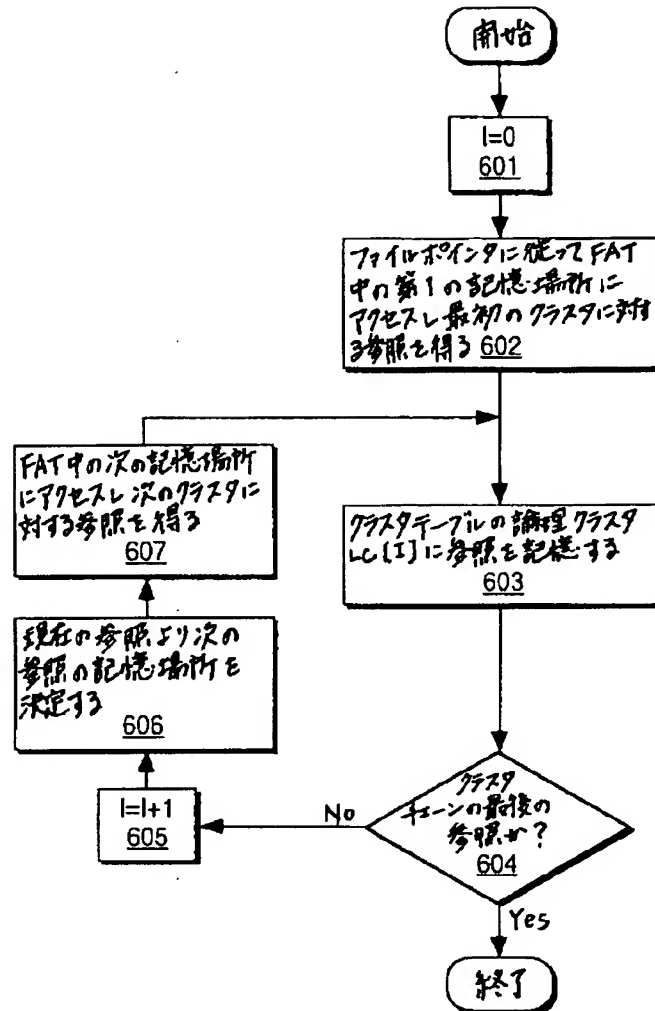 開始
I=0
601
ファイルポインタに従ってFAT
中の第1の記憶場所に
アクセスし最初のクラスタに対す
る参照を得る 602
FAT中の次の記憶場所
にアクセスし次のクラスタに
対する参照を得る
607
クラスタテーブルの論理クラスタ
LC[I]に参照を記憶する
603
現在の参照より次の
参照の記憶場所を
決定する
606
クラスタ
チェーンの最後の
参照か?
604
No
I=I+1
605
Yes
終了